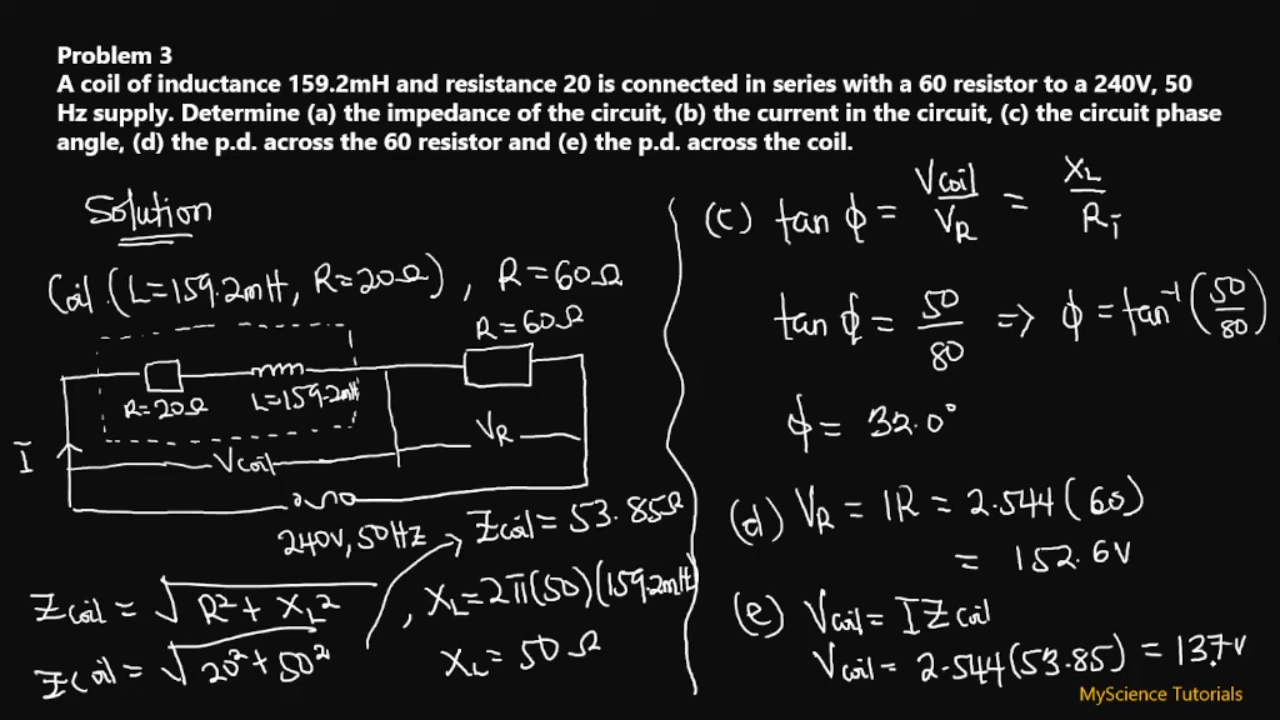 Problem 3
A coil of inductance 159.2mH and resistance 20 is connected in series with a 60 resistor to a 240V, 50
Hz supply. Determine (a) the impedance of the circuit, (b) the current in the circuit, (c) the circuit phase
angle, (d) the p.d. across the 60 resistor and (e) the p.d. across the coil.
Solution
Coil (L=159.2mH, R=20Ω), R=60Ω
R=60Ω
R=20Ω
L=159.2mH
I
Vcoil
VR
240V, 50Hz
Zcoil = √R²+XL²
Zcoil = √20²+50²
Zcoil = 53.85Ω
, XL=2π(50)(159.2mH)
XL = 50Ω
(c) tan ϕ = Vcoil/VR = XL/RT
tan ϕ = 50/80 => ϕ = tan⁻¹(50/80)
ϕ = 32.0°
(d) VR = IR = 2.544(60)
= 152.6V
(e) Vcoil = IZcoil
Vcoil = 2.544(53.85) = 137V
MyScience Tutorials